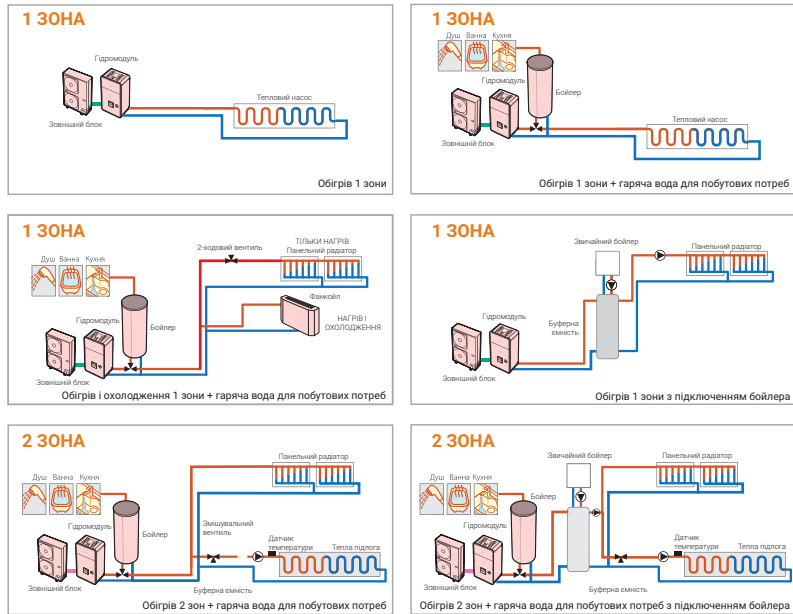 1 ЗОНА
Гідромодуль
Тепловий насос
Зовнішній блок
Обігрів 1 зони
1 ЗОНА
Душ Ванна Кухня
Гідромодуль
Бойлер
Тепловий насос
Зовнішній блок
Обігрів 1 зони + гаряча вода для побутових потреб
1 ЗОНА
2-ходовий вентиль
ТІЛЬКИ НАГРІВ
Панельний радіатор
Душ Ванна Кухня
Фанкойл
Гідромодуль
Бойлер
НАГРІВ І
ОХОЛОДЖЕННЯ
Зовнішній блок
Обігрів і охолодження 1 зони + гаряча вода для побутових потреб
1 ЗОНА
Звичайний бойлер
Панельний радіатор
Гідромодуль
Буферна
ємність
Зовнішній блок
Обігрів 1 зони з підключенням бойлера
2 ЗОНА
Панельний радіатор
Душ Ванна Кухня
Гідромодуль
Бойлер
Змішувальний
вентиль
Датчик
температури
Тепла підлога
Зовнішній блок
Буферна ємність
Обігрів 2 зон + гаряча вода для побутових потреб
2 ЗОНА
Звичайний бойлер
Панельний радіатор
Душ Ванна Кухня
Бойлер
Гідромодуль
Датчик
температури
Тепла підлога
Зовнішній блок
Буферна ємність
Обігрів 2 зон + гаряча вода для побутових потреб з підключенням бойлера